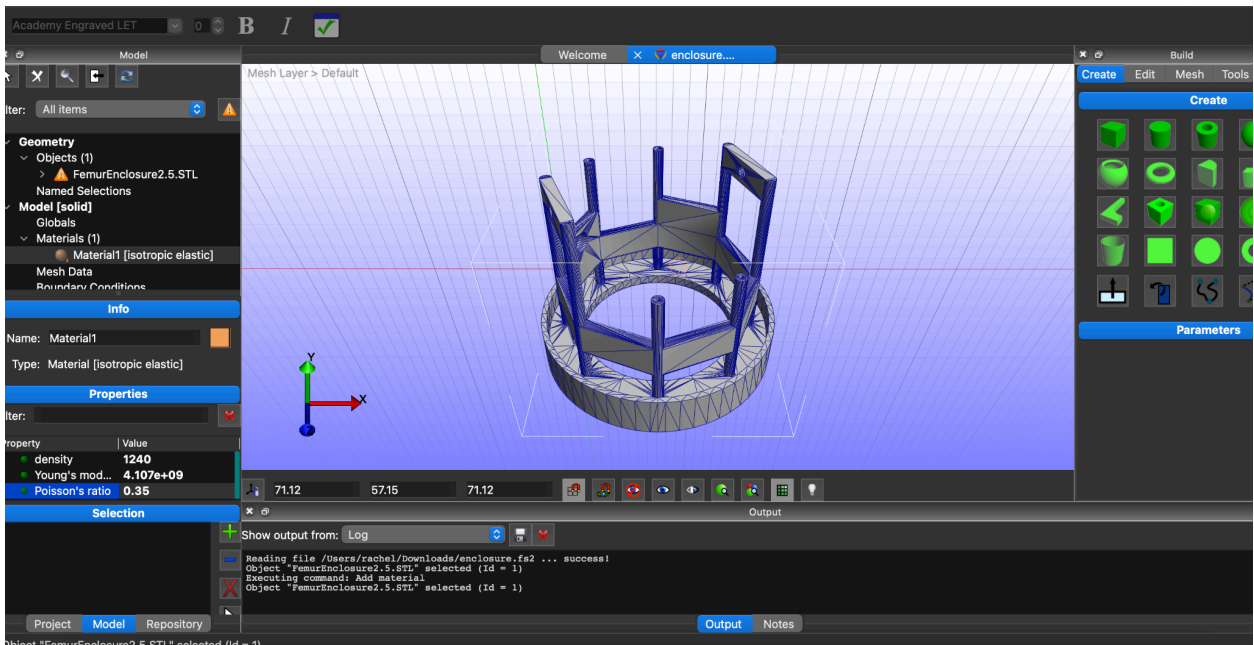 Academy Engraved LET 0 B I
Model
Welcome
enclosure....
Build
Mesh Layer > Default
Create Edit Mesh Tools
Create
lter: All items
Geometry
Objects (1)
FemurEnclosure2.5.STL
Named Selections
Model [solid]
Globals
Materials (1)
Material1 [isotropic elastic]
Mesh Data
Boundary Conditions
Info
Name: Material1
Type: Material [isotropic elastic]
Properties
lter:
Property Value
density 1240
Young's mod... 4.107e+09
Poisson's ratio 0.35
Selection
Y
X
71.12 57.15 71.12
Parameters
Output
Show output from: Log
Reading file /Users/rachel/Downloads/enclosure.fs2 ... success!
Object "FemurEnclosure2.5.STL" selected (Id = 1)
Executing command: Add material
Object "FemurEnclosure2.5.STL" selected (Id = 1)
Project Model Repository
Output Notes
Object "FemurEnclosure2.5.STL" selected (Id = 1)